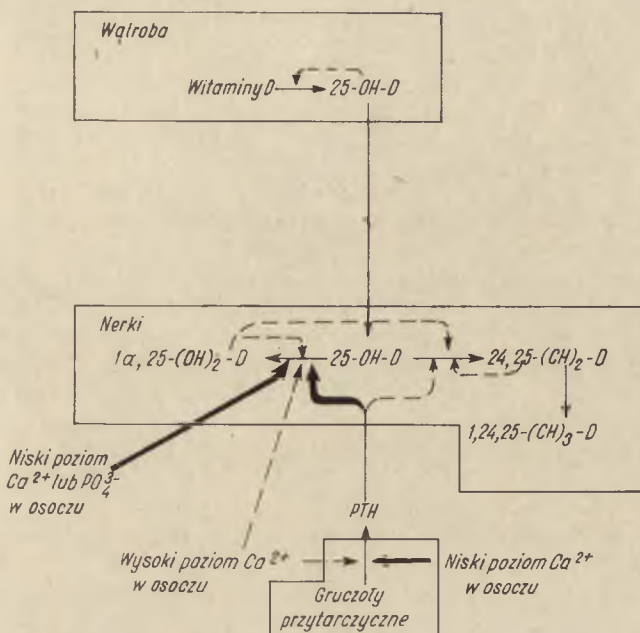 Wątroba
Witaminy D 25-OH-D
Nerki
1α, 25-(OH)₂-D 25-OH-D 24,25-(CH)₂-D
1,24,25-(CH)₃-D
Niski poziom
Ca²⁺ lub PO₄³⁻
w osoczu
PTH
Wysoki poziom Ca²⁺
w osoczu
Niski poziom Ca²⁺
w osoczu
Gruczoły
przytarczyczne